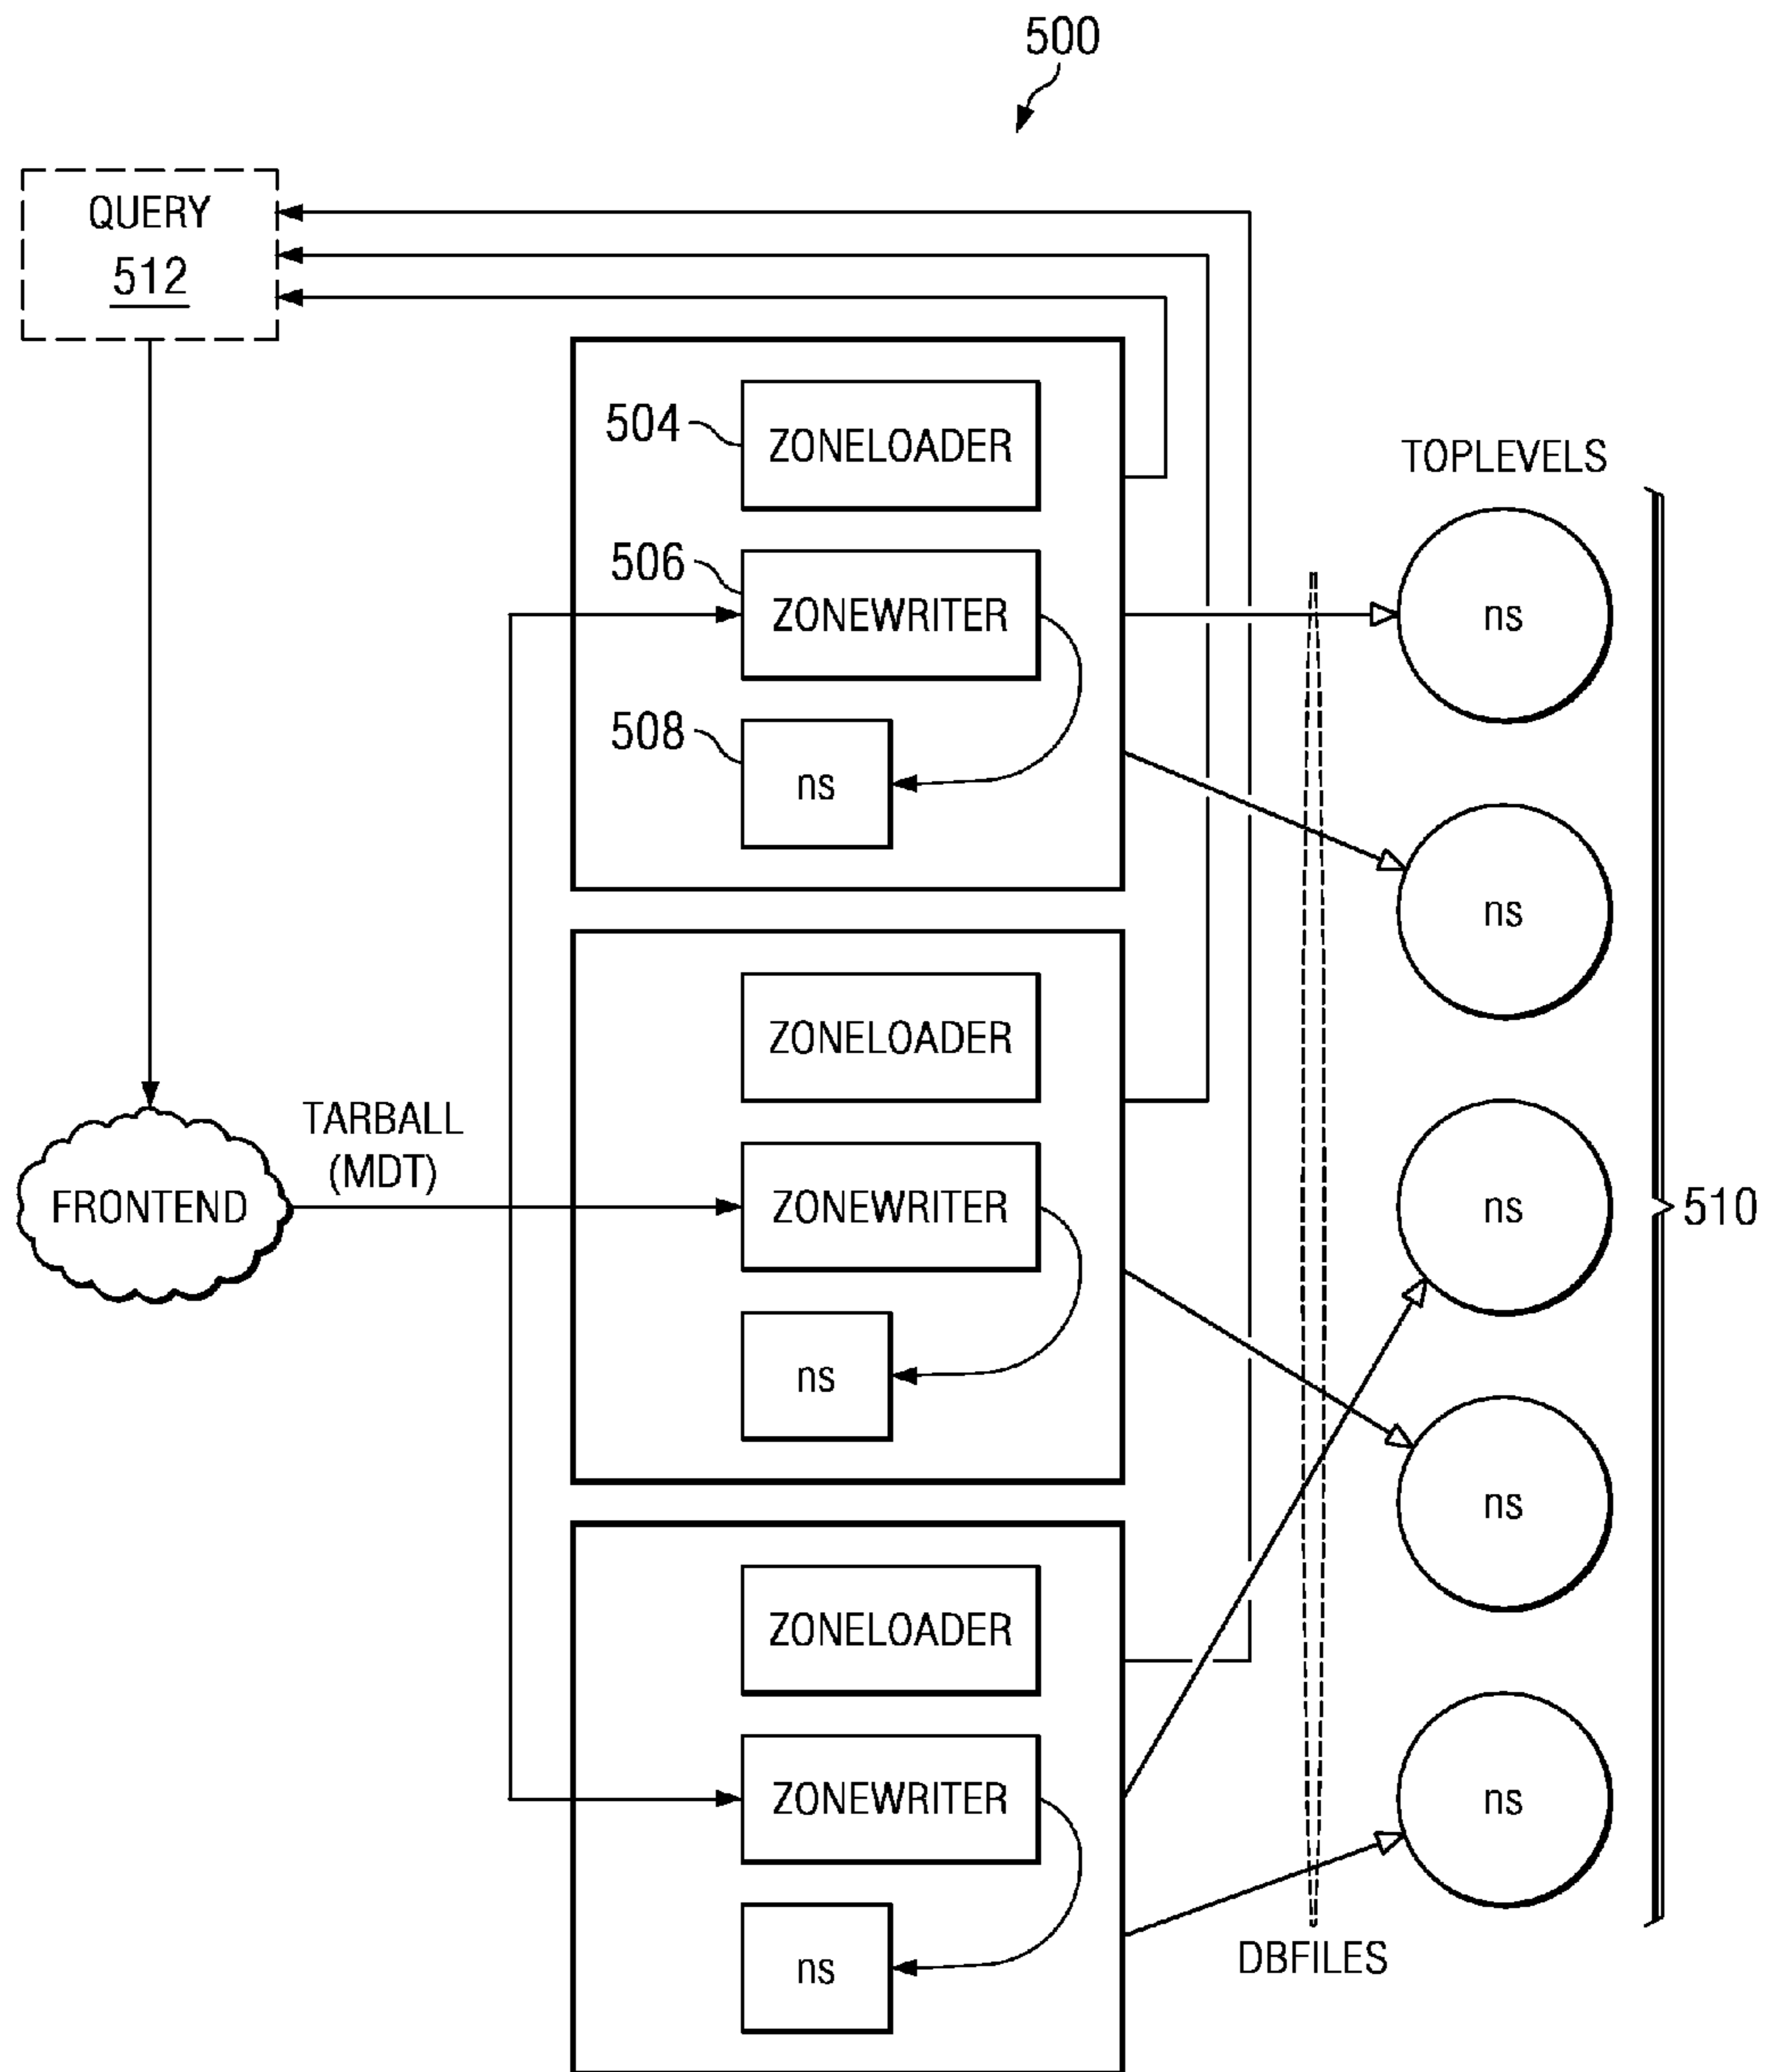 500
QUERY
512
504
ZONELOADER
TOPLEVELS
506
ZONEWRITER
ns
508
ns
ns
ZONELOADER
TARBALL
(MDT)
FRONTEND
ZONEWRITER
ns
510
ns
ns
ZONELOADER
ZONEWRITER
ns
DBFILES
ns